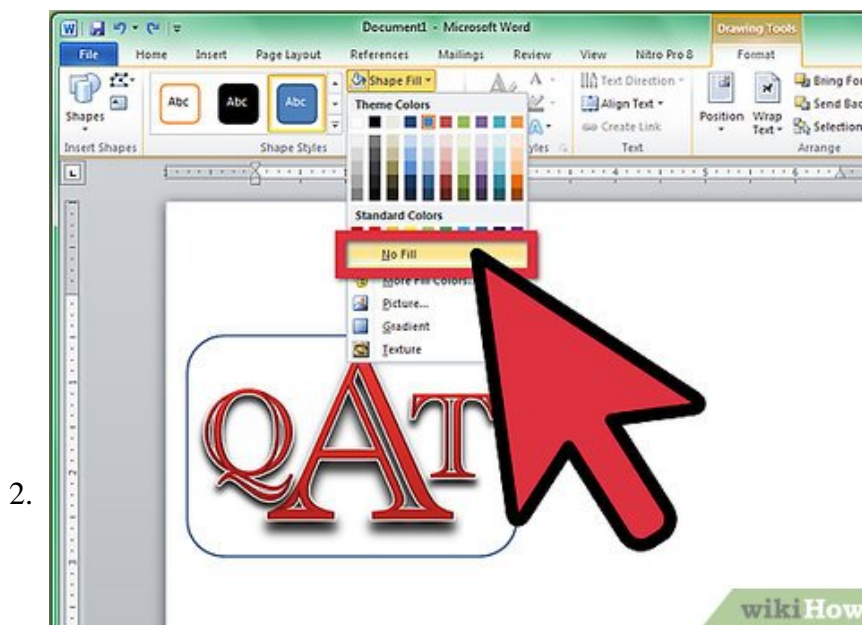 Document1 - Microsoft Word
Drawing Tools
File Home Insert Page Layout References Mailings Review View Nitro Pro 8 Format
Shapes
Abc Abc Abc
Shape Fill
Text Direction
Align Text
Create Link
Position Wrap Text
Bring For
Send Bac
Selection
Insert Shapes Shape Styles yles Text Arrange
Theme Colors
Standard Colors
No Fill
More Fill Colors...
Picture...
Gradient
Texture
QAT
2.
wikiHow